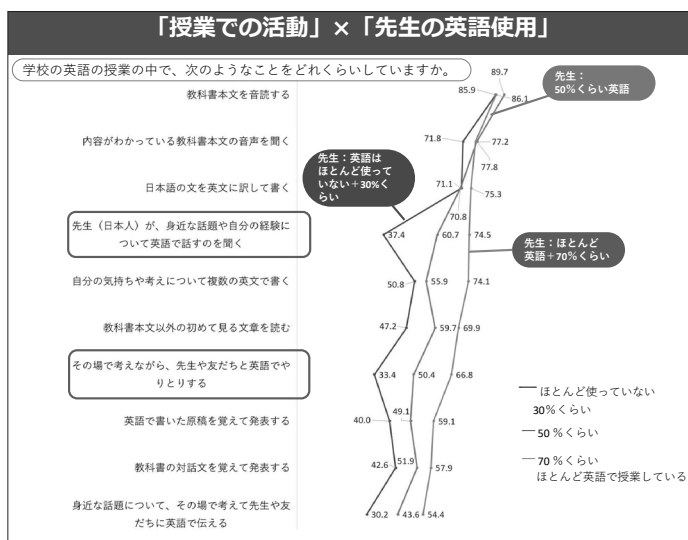 「授業での活動」×「先生の英語使用」
学校の英語の授業の中で、次のようなことをどれくらいしていますか。
先生：
50%くらい英語
教科書本文を音読する
85.9
89.7
86.1
内容がわかっている教科書本文の音声を聞く
71.8
77.2
77.8
先生：英語は
ほとんど使って
いない＋30%く
らい
日本語の文を英文に訳して書く
71.1
70.8
75.3
先生（日本人）が、身近な話題や自分の経験
について英語で話すのを聞く
37.4
60.7
74.5
先生：ほとんど
英語＋70%くらい
自分の気持ちや考えについて複数の英文で書く
50.8
55.9
74.1
教科書本文以外の初めて見る文章を読む
47.2
59.7
69.9
その場で考えながら、先生や友だちと英語でや
りとりする
33.4
50.4
66.8
英語で書いた原稿を覚えて発表する
40.0
49.1
59.1
教科書の対話文を覚えて発表する
42.6
51.9
57.9
身近な話題について、その場で考えて先生や友
だちに英語で伝える
30.2
43.6
54.4
ほとんど使っていない
30%くらい
50%くらい
70%くらい
ほとんど英語で授業している